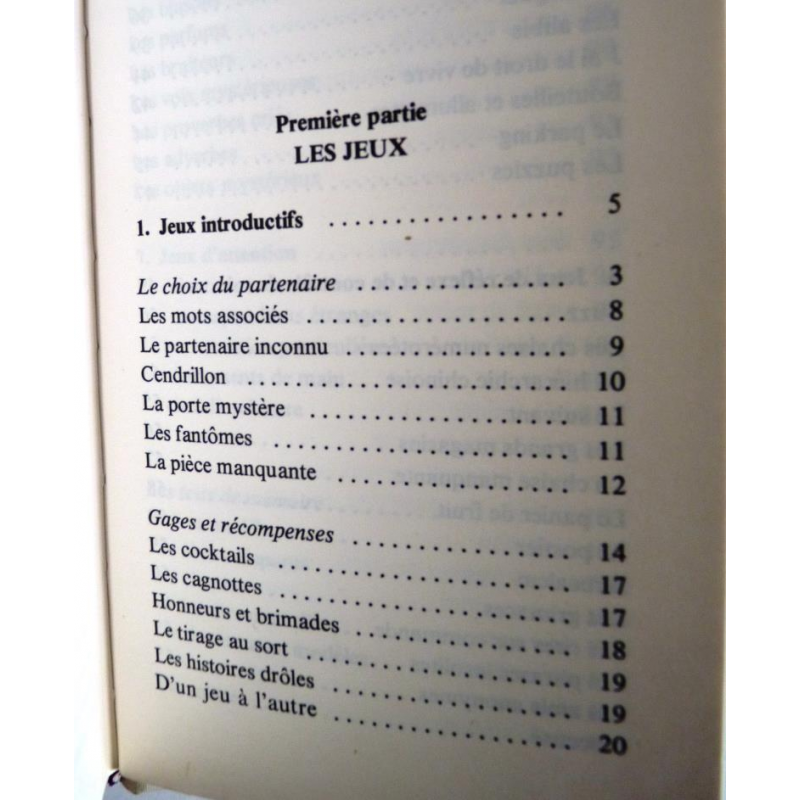 Première partie
LES JEUX
1. Jeux introductifs .................. 5
Le choix du partenaire .................. 3
Les mots associés .................. 8
Le partenaire inconnu .................. 9
Cendrillon .................. 10
La porte mystère .................. 11
Les fantômes .................. 11
La pièce manquante .................. 12
Gages et récompenses .................. 14
Les cocktails .................. 17
Les cagnottes .................. 17
Honneurs et brimades .................. 18
Le tirage au sort .................. 19
Les histoires drôles .................. 19
D'un jeu à l'autre .................. 20